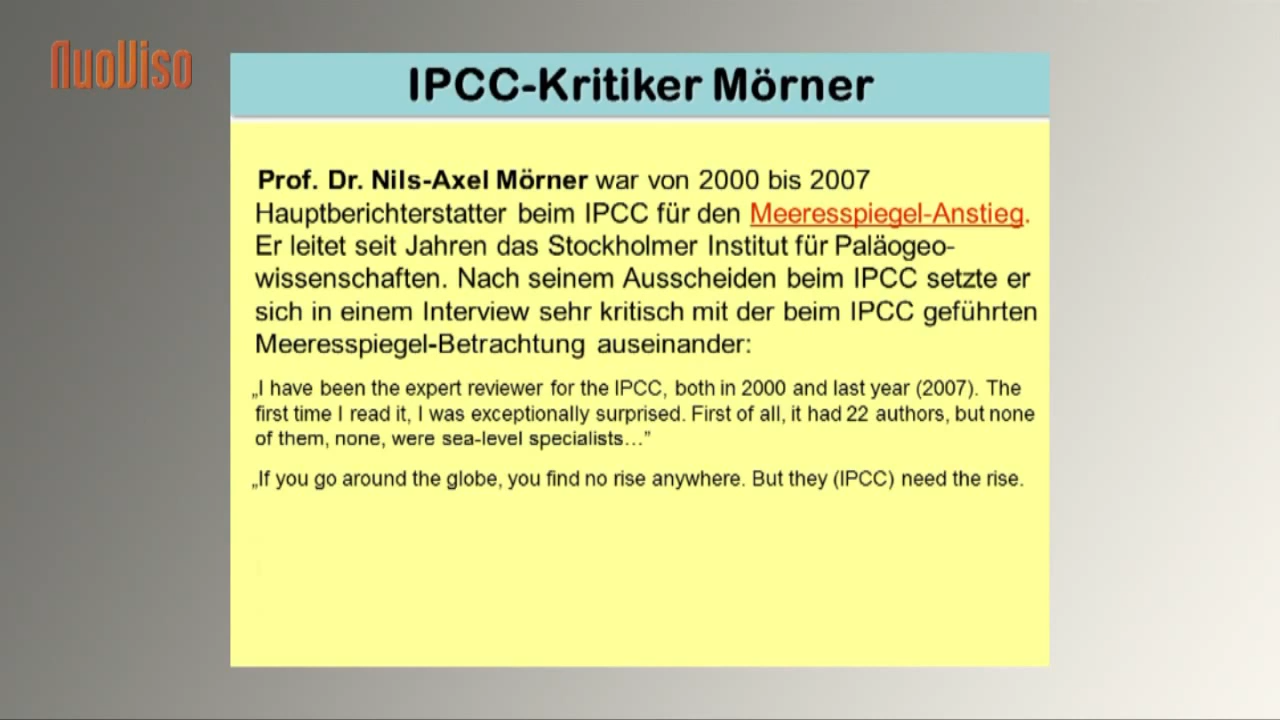 NuoViso
IPCC-Kritiker Mörner
Prof. Dr. Nils-Axel Mörner war von 2000 bis 2007
Hauptberichterstatter beim IPCC für den Meeresspiegel-Anstieg.
Er leitet seit Jahren das Stockholmer Institut für Paläogeo-
wissenschaften. Nach seinem Ausscheiden beim IPCC setzte er
sich in einem Interview sehr kritisch mit der beim IPCC geführten
Meeresspiegel-Betrachtung auseinander:
„I have been the expert reviewer for the IPCC, both in 2000 and last year (2007). The
first time I read it, I was exceptionally surprised. First of all, it had 22 authors, but none
of them, none, were sea-level specialists…”
„If you go around the globe, you find no rise anywhere. But they (IPCC) need the rise.